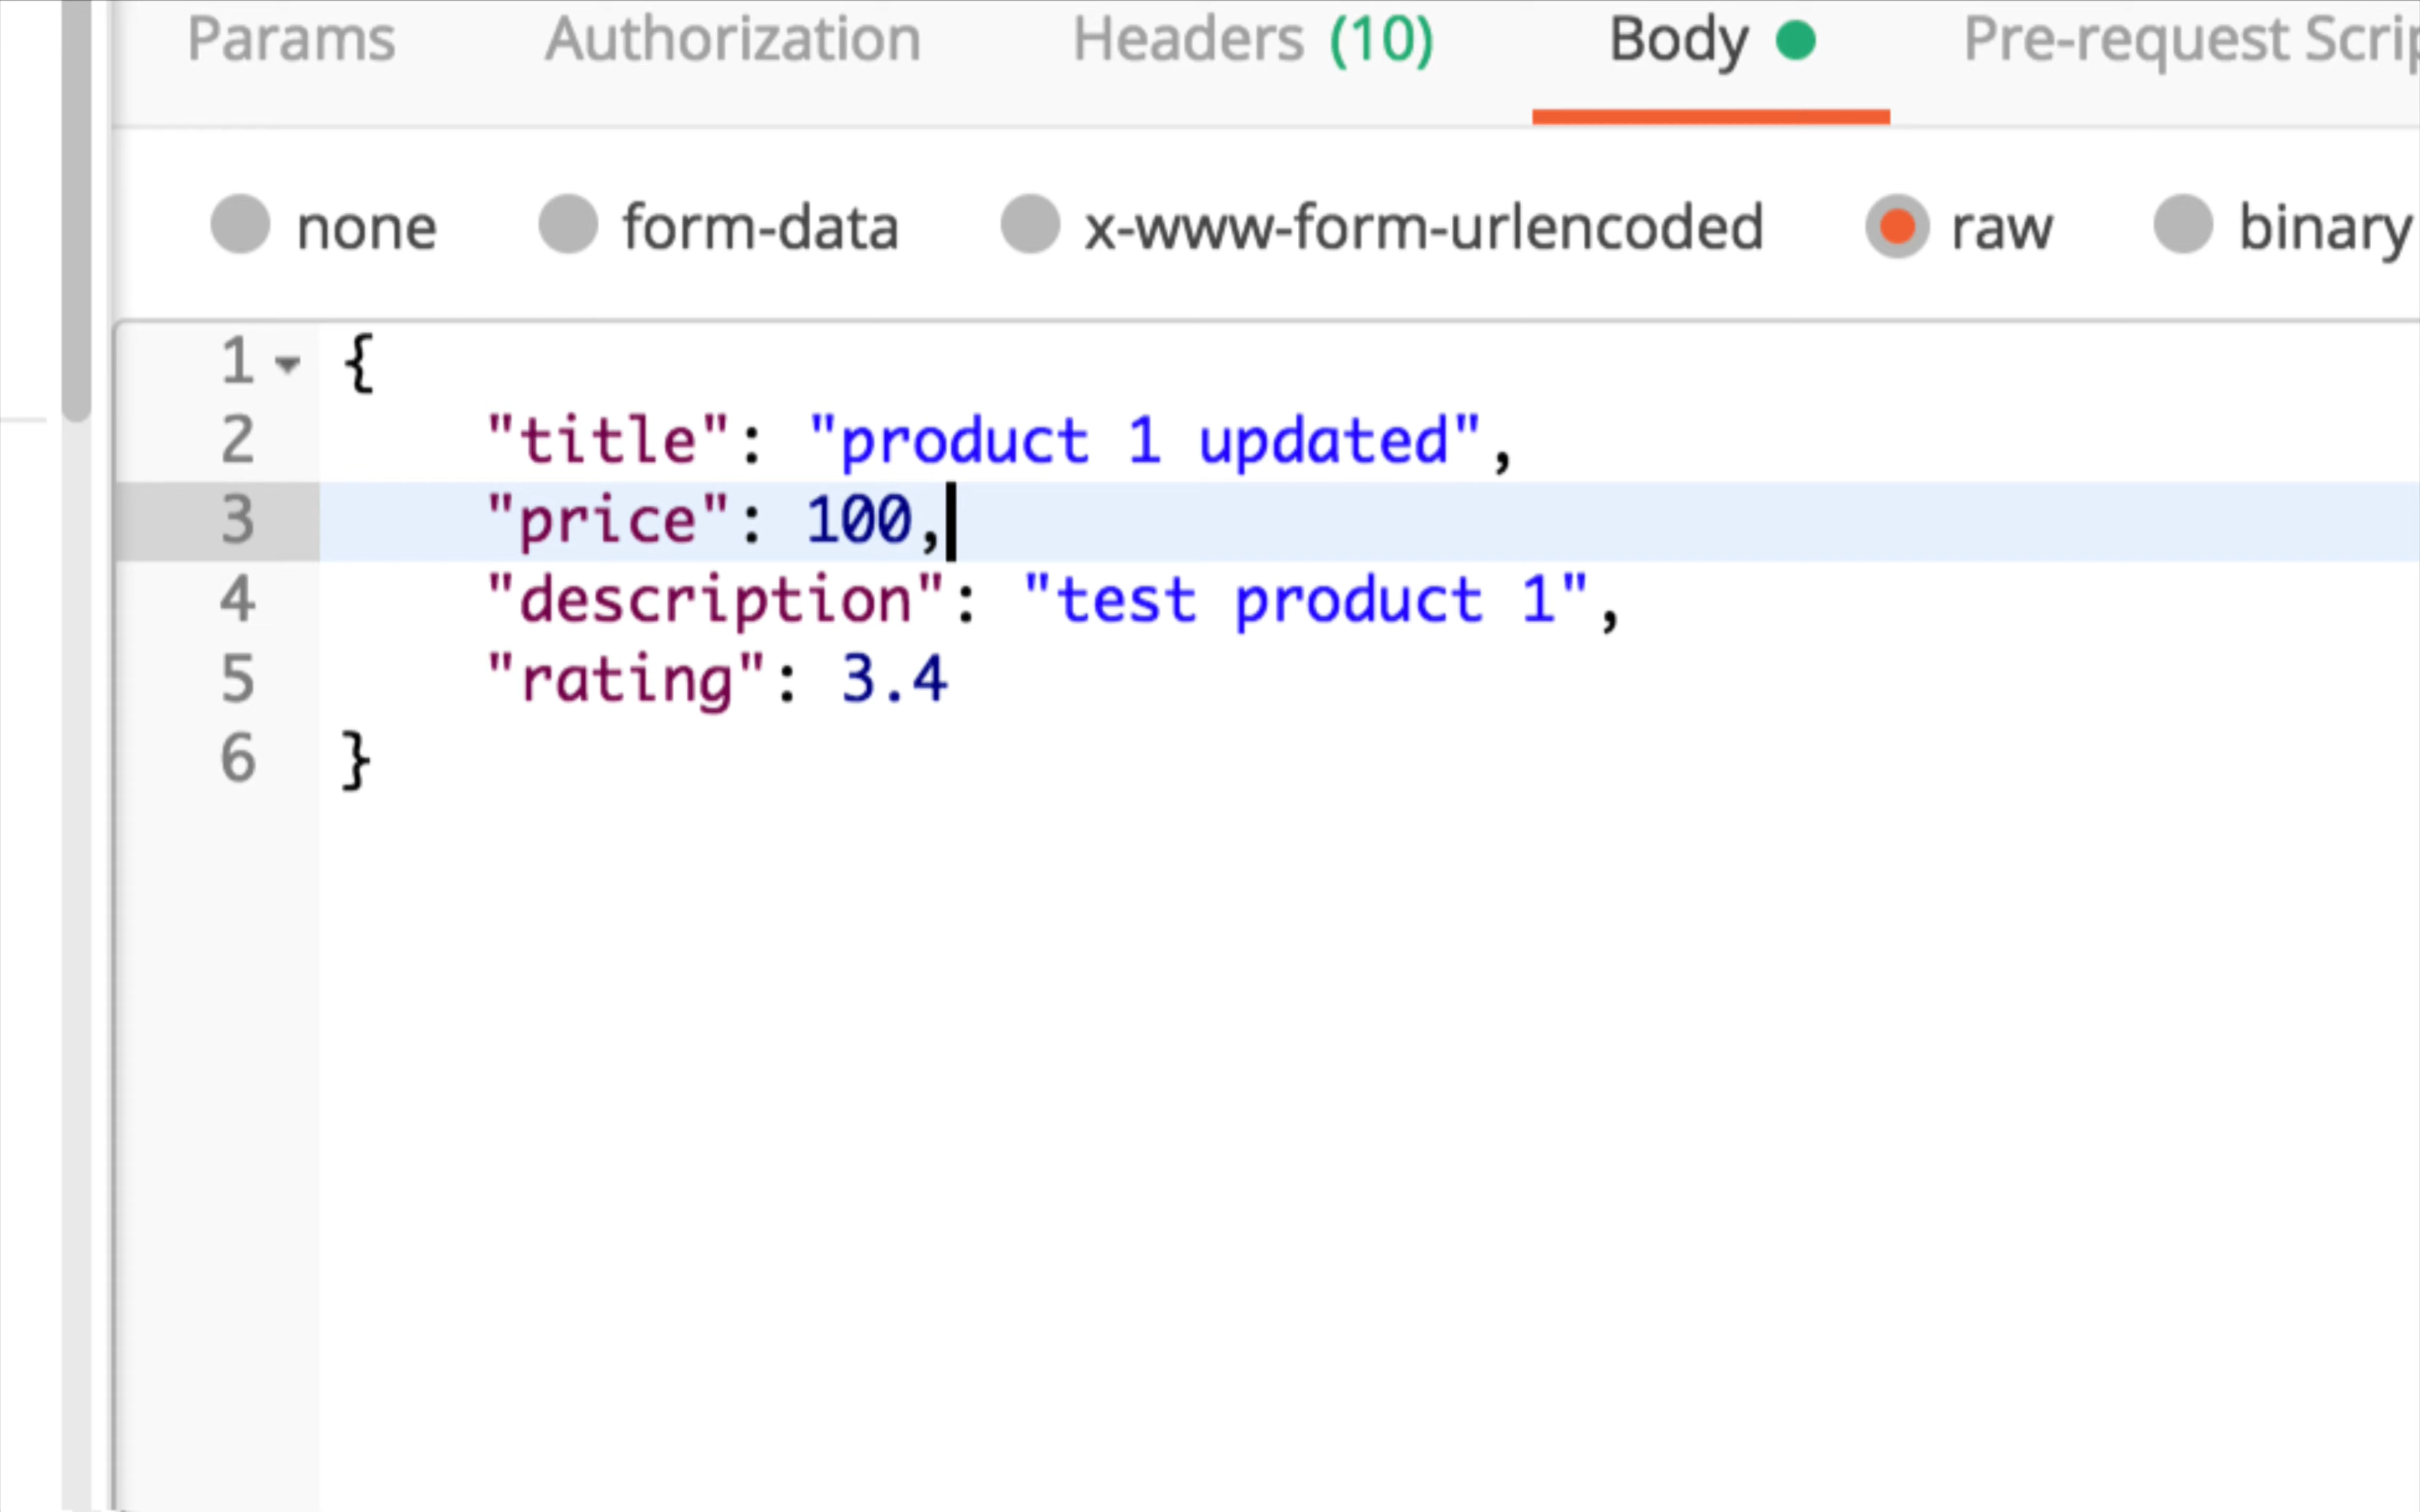 Params Authorization Headers (10) Body Pre-request Scrip
none form-data x-www-form-urlencoded raw binary
1 {
2 "title": "product 1 updated",
3 "price": 100,
4 "description": "test product 1",
5 "rating": 3.4
6 }